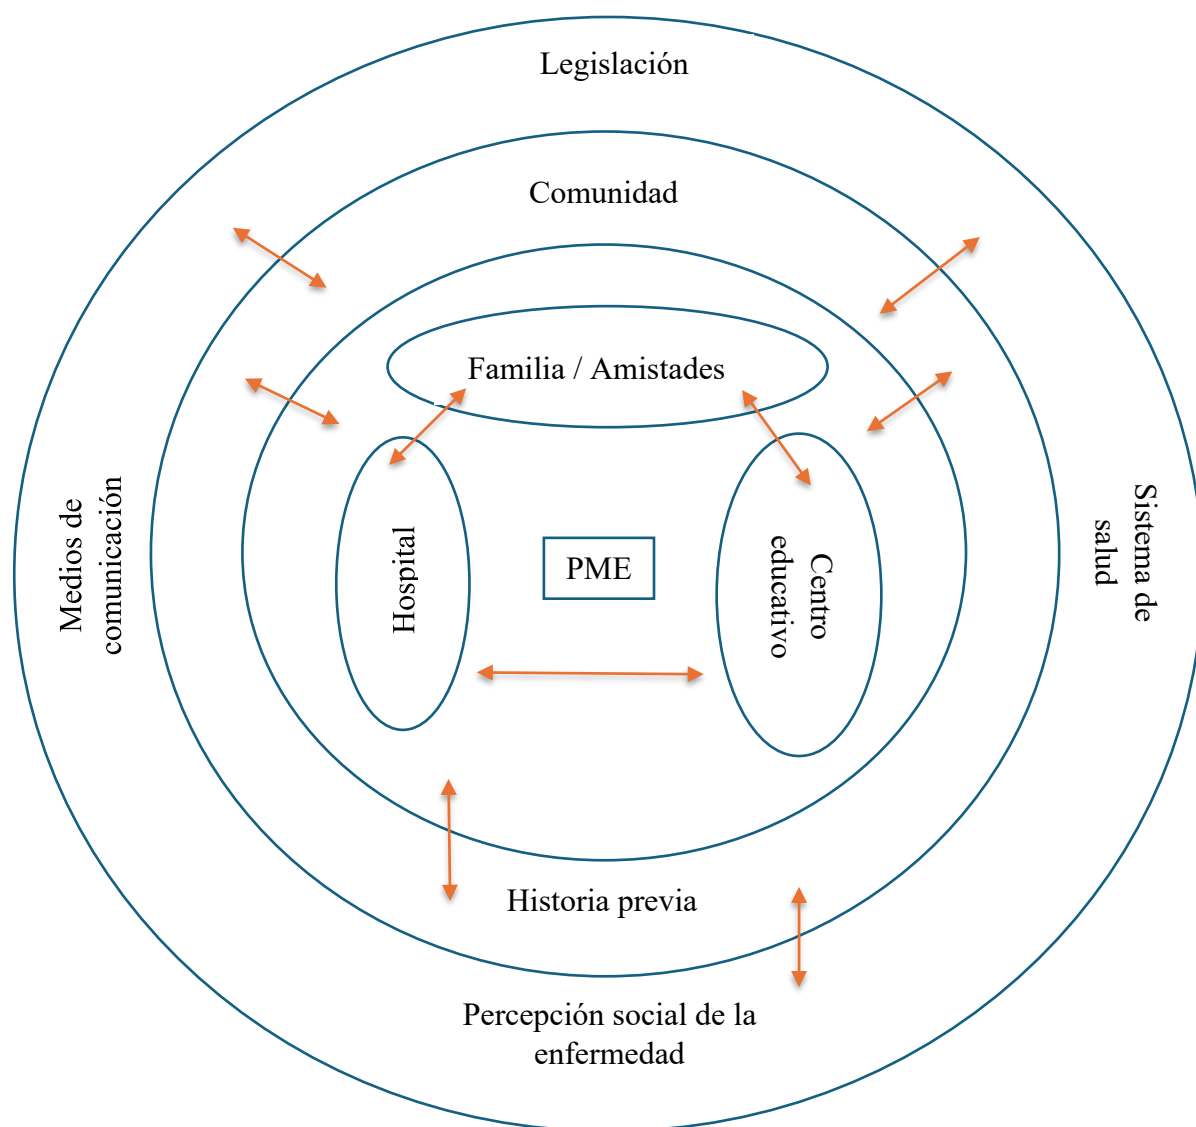 Legislación
Comunidad
Familia / Amistades
Medios de
comunicación
Hospital
PME
Centro
educativo
Sistema de
salud
Historia previa
Percepción social de la
enfermedad